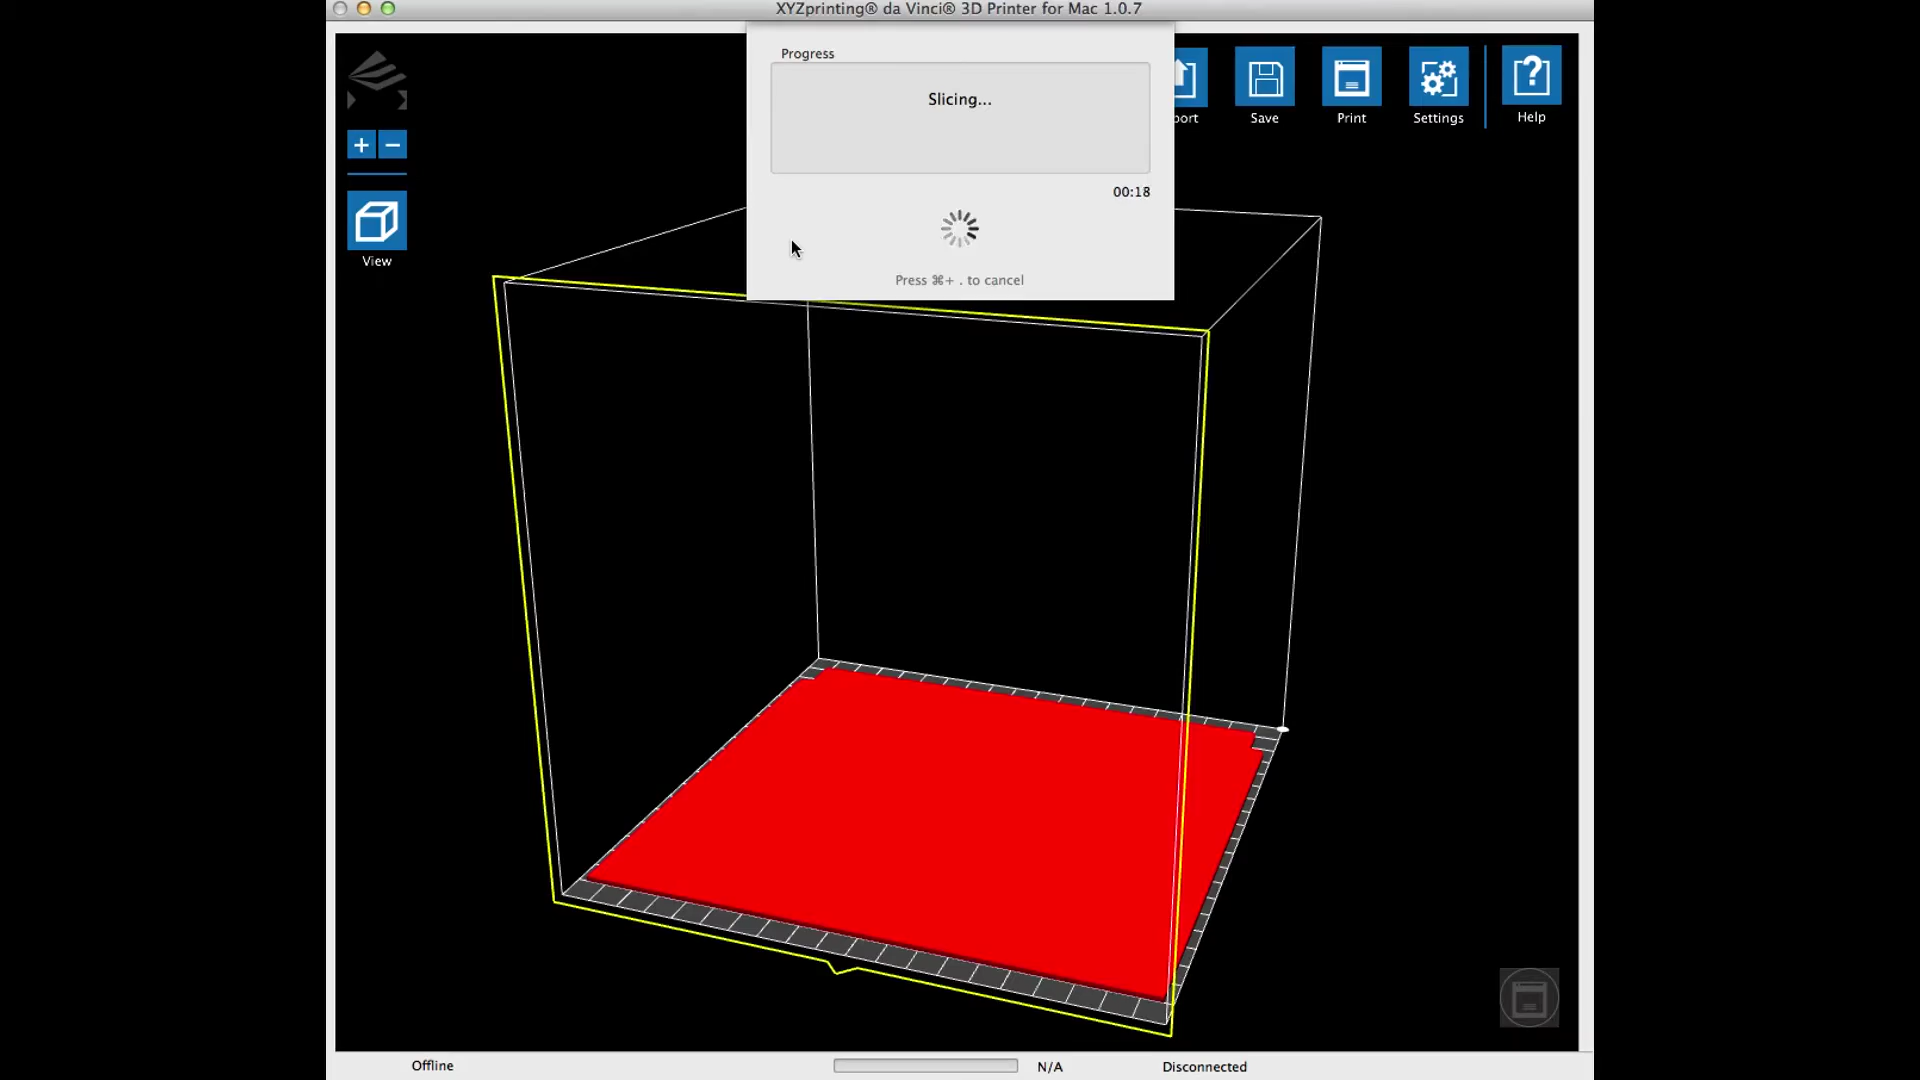 XYZprinting® da Vinci® 3D Printer for Mac 1.0.7
Progress
Slicing...
00:18
Press ⌘+ . to cancel
port
Save
Print
Settings
Help
View
Offline
N/A
Disconnected